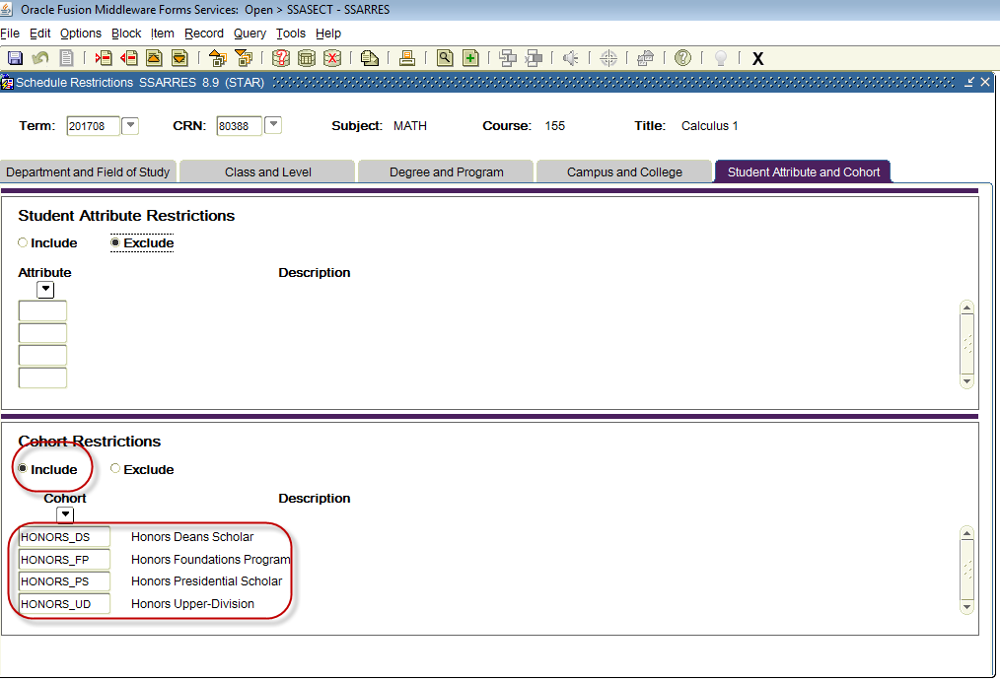 Oracle Fusion Middleware Forms Services: Open > SSASECT - SSARRES
File Edit Options Block Item Record Query Tools Help
X
Schedule Restrictions SSARRES 8.9 (STAR)
Term: 201708 CRN: 80388 Subject: MATH Course: 155 Title: Calculus 1
Department and Field of Study Class and Level Degree and Program Campus and College Student Attribute and Cohort
Student Attribute Restrictions
Include Exclude
Attribute Description
Cohort Restrictions
Include Exclude
Cohort Description
HONORS_DS Honors Deans Scholar
HONORS_FP Honors Foundations Program
HONORS_PS Honors Presidential Scholar
HONORS_UD Honors Upper-Division